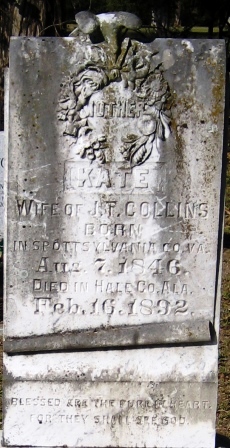 MOTHER
KATE
WIFE OF J.T. COLLINS
BORN
IN SPOTTSYLVANIA CO. VA.
AUG. 7. 1846.
DIED IN HALE CO. ALA.
FEB. 16. 1892.
BLESSED ARE THE PURE IN HEART
FOR THEY SHALL SEE GOD.